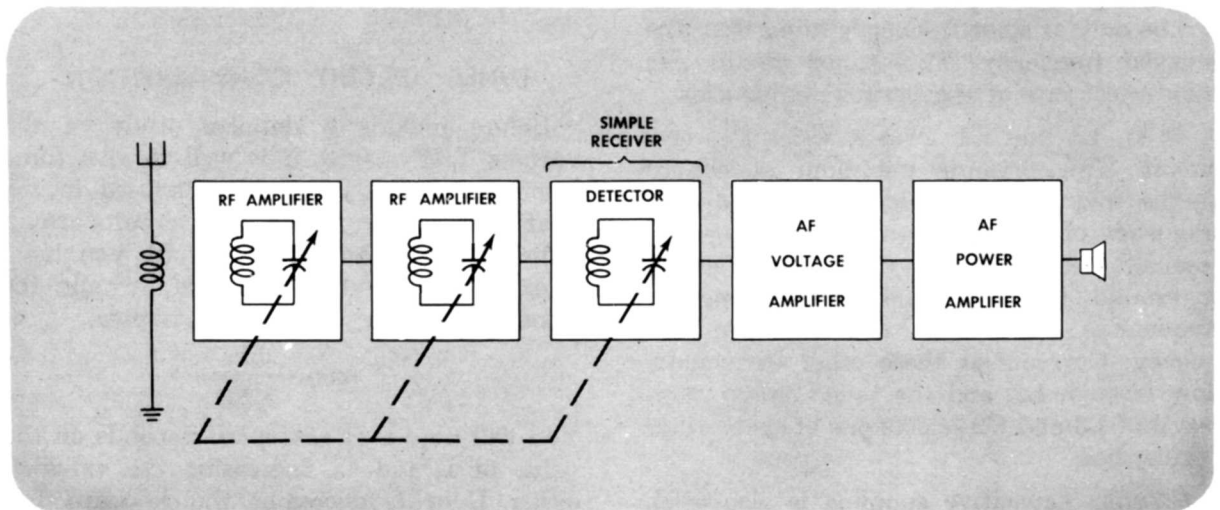 SIMPLE
RECEIVER
RF AMPLIFIER
RF AMPLIFIER
DETECTOR
AF
VOLTAGE
AMPLIFIER
AF
POWER
AMPLIFIER